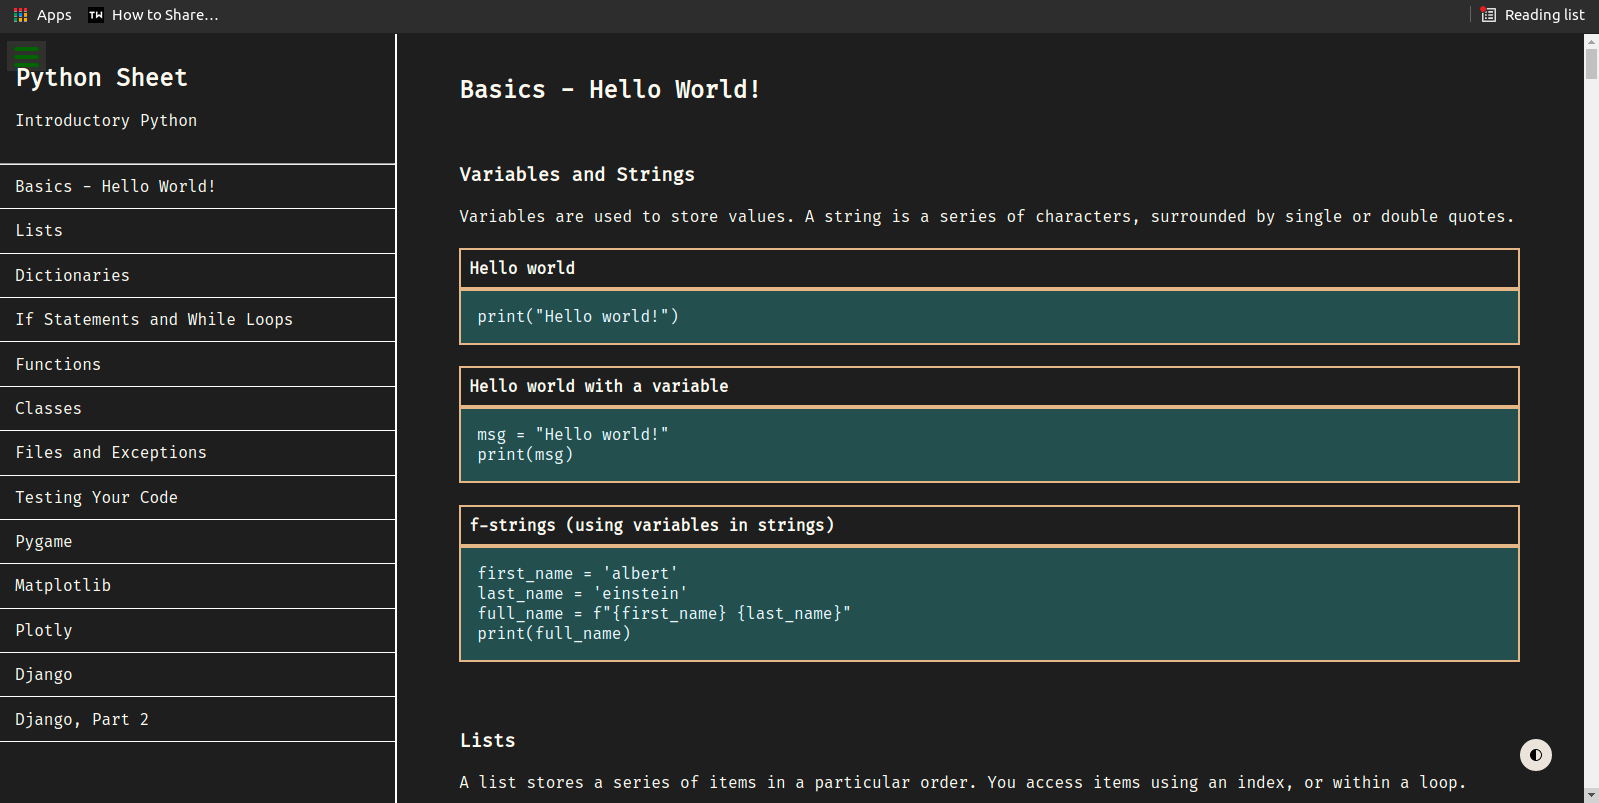 Apps
TW How to Share...
Reading list
Python Sheet
Introductory Python
Basics - Hello World!
Lists
Dictionaries
If Statements and While Loops
Functions
Classes
Files and Exceptions
Testing Your Code
Pygame
Matplotlib
Plotly
Django
Django, Part 2
Basics - Hello World!
Variables and Strings
Variables are used to store values. A string is a series of characters, surrounded by single or double quotes.
Hello world
print("Hello world!")
Hello world with a variable
msg = "Hello world!"
print(msg)
f-strings (using variables in strings)
first_name = 'albert'
last_name = 'einstein'
full_name = f"{first_name} {last_name}"
print(full_name)
Lists
A list stores a series of items in a particular order. You access items using an index, or within a loop.